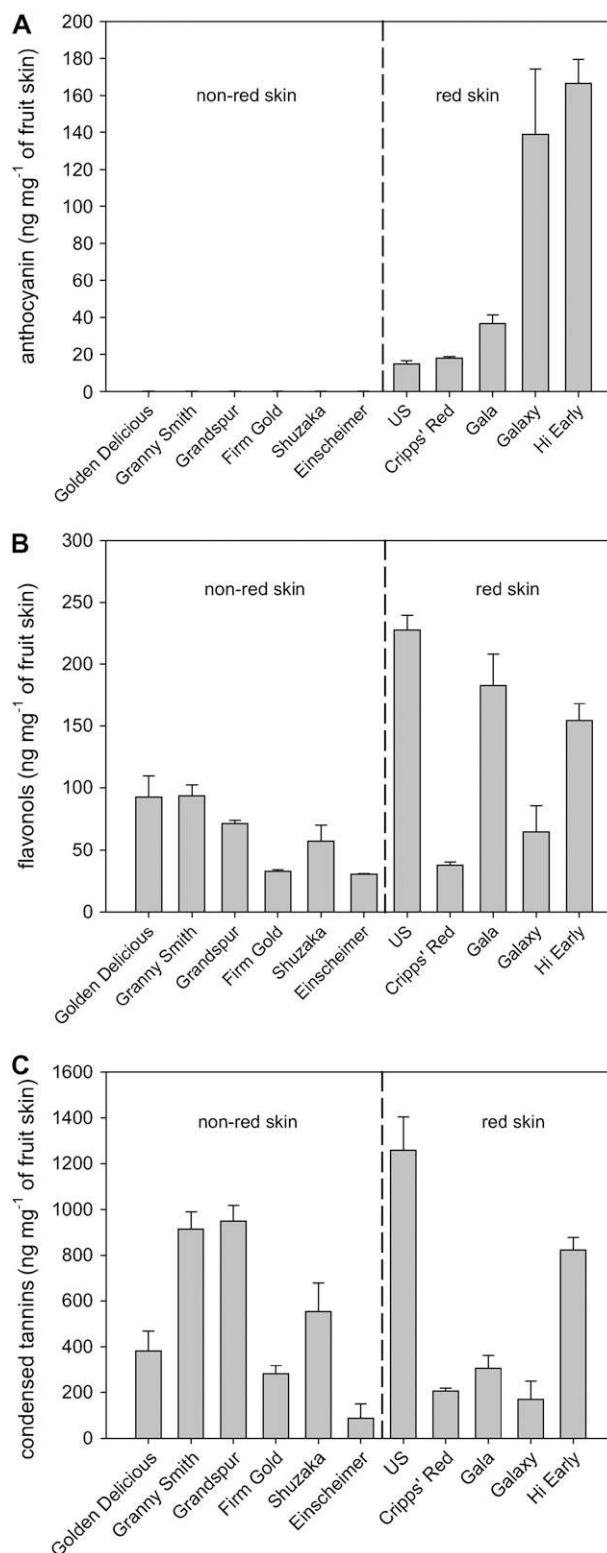 A
anthocyanin (ng mg⁻¹ of fruit skin)
200
180
160
140
120
100
80
60
40
20
0
non-red skin
red skin
Golden Delicious
Granny Smith
Grandspur
Firm Gold
Shuzaka
Einscheimer
US
Cripps' Red
Gala
Galaxy
Hi Early
B
flavonols (ng mg⁻¹ of fruit skin)
300
250
200
150
100
50
0
non-red skin
red skin
Golden Delicious
Granny Smith
Grandspur
Firm Gold
Shuzaka
Einscheimer
US
Cripps' Red
Gala
Galaxy
Hi Early
C
condensed tannins (ng mg⁻¹ of fruit skin)
1600
1400
1200
1000
800
600
400
200
0
non-red skin
red skin
Golden Delicious
Granny Smith
Grandspur
Firm Gold
Shuzaka
Einscheimer
US
Cripps' Red
Gala
Galaxy
Hi Early